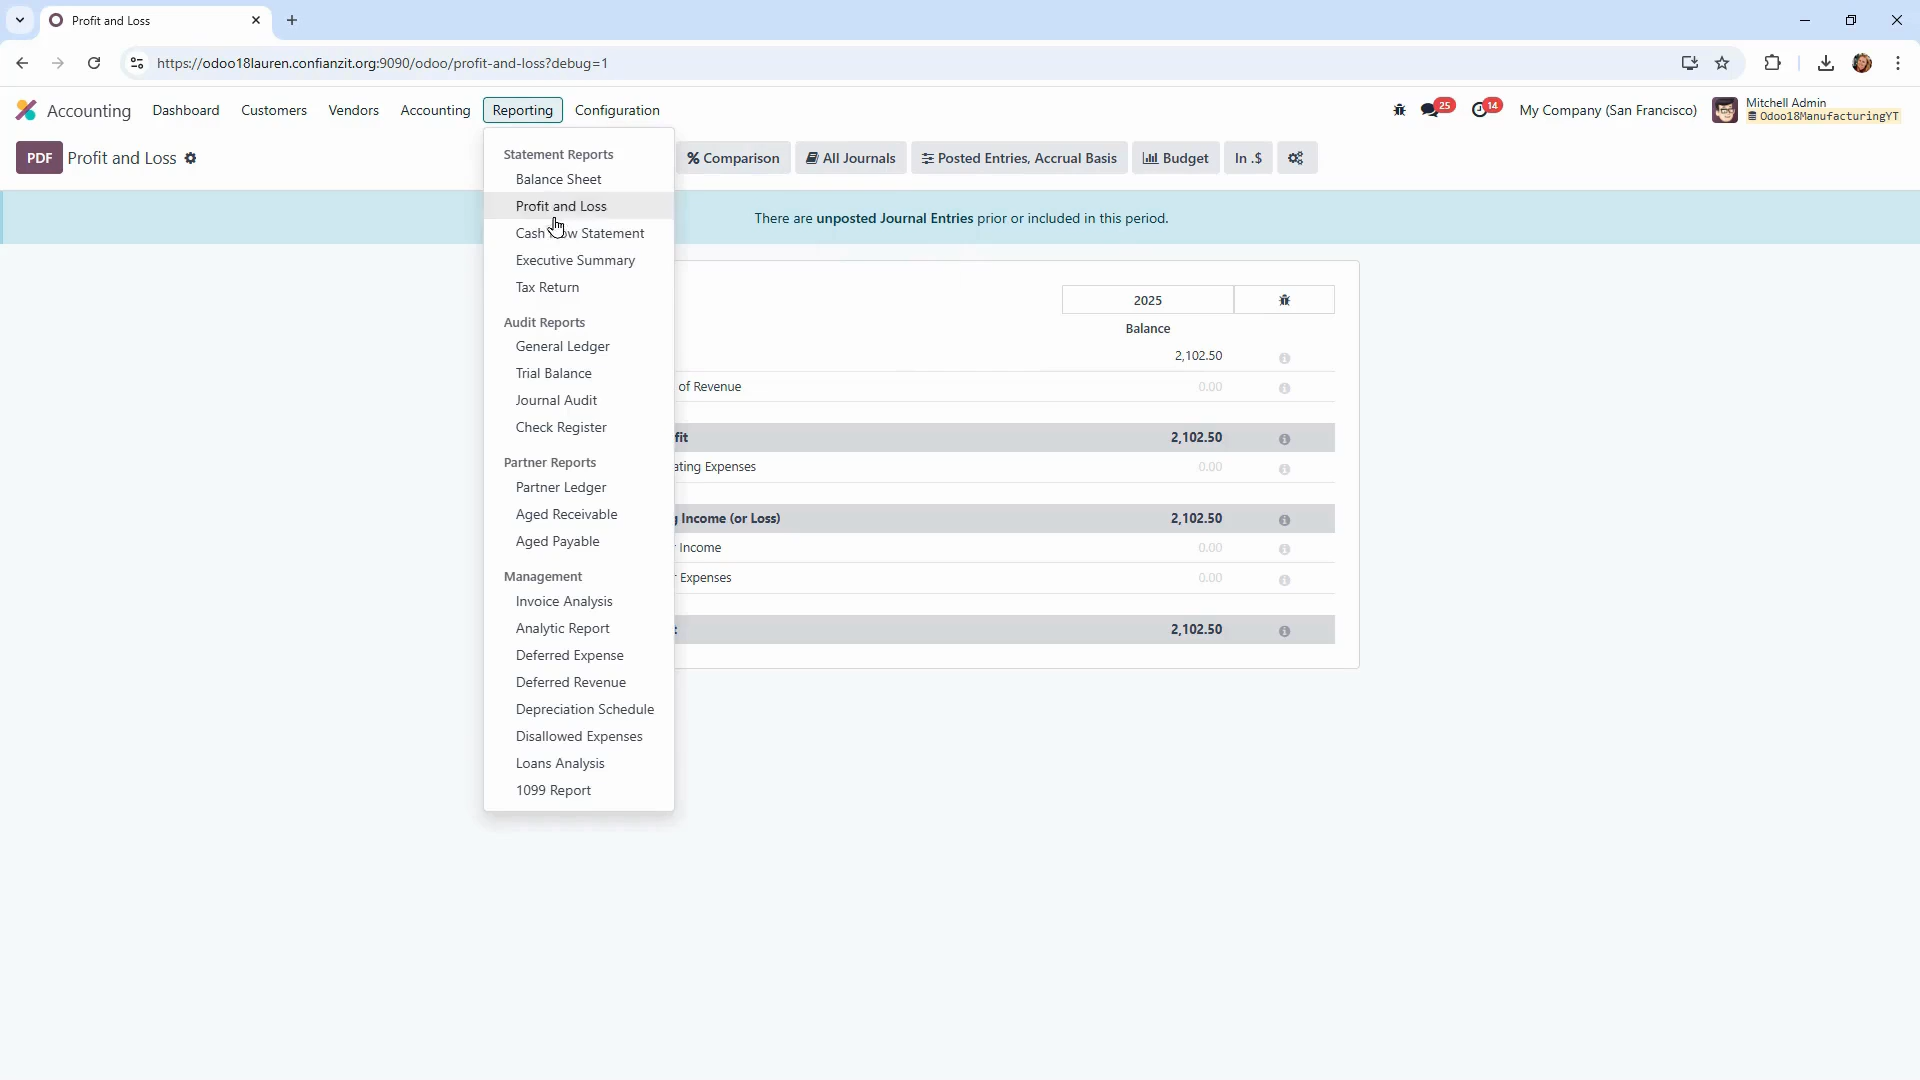 Profit and Loss
https://odoo18lauren.confianzit.org:9090/odoo/profit-and-loss?debug=1
Accounting Dashboard Customers Vendors Accounting Reporting Configuration 25 14 My Company (San Francisco) Mitchell Admin
Odoo18ManufacturingYT
PDF Profit and Loss % Comparison All Journals Posted Entries, Accrual Basis Budget In .$
There are unposted Journal Entries prior or included in this period.
Statement Reports
Balance Sheet
Profit and Loss
Cash ow Statement
Executive Summary
Tax Return
Audit Reports
General Ledger
Trial Balance
Journal Audit
Check Register
Partner Reports
Partner Ledger
Aged Receivable
Aged Payable
Management
Invoice Analysis
Analytic Report
Deferred Expense
Deferred Revenue
Depreciation Schedule
Disallowed Expenses
Loans Analysis
1099 Report
2025
Balance
2,102.50
of Revenue 0.00
fit 2,102.50
ating Expenses 0.00
g Income (or Loss) 2,102.50
r Income 0.00
r Expenses 0.00
2,102.50